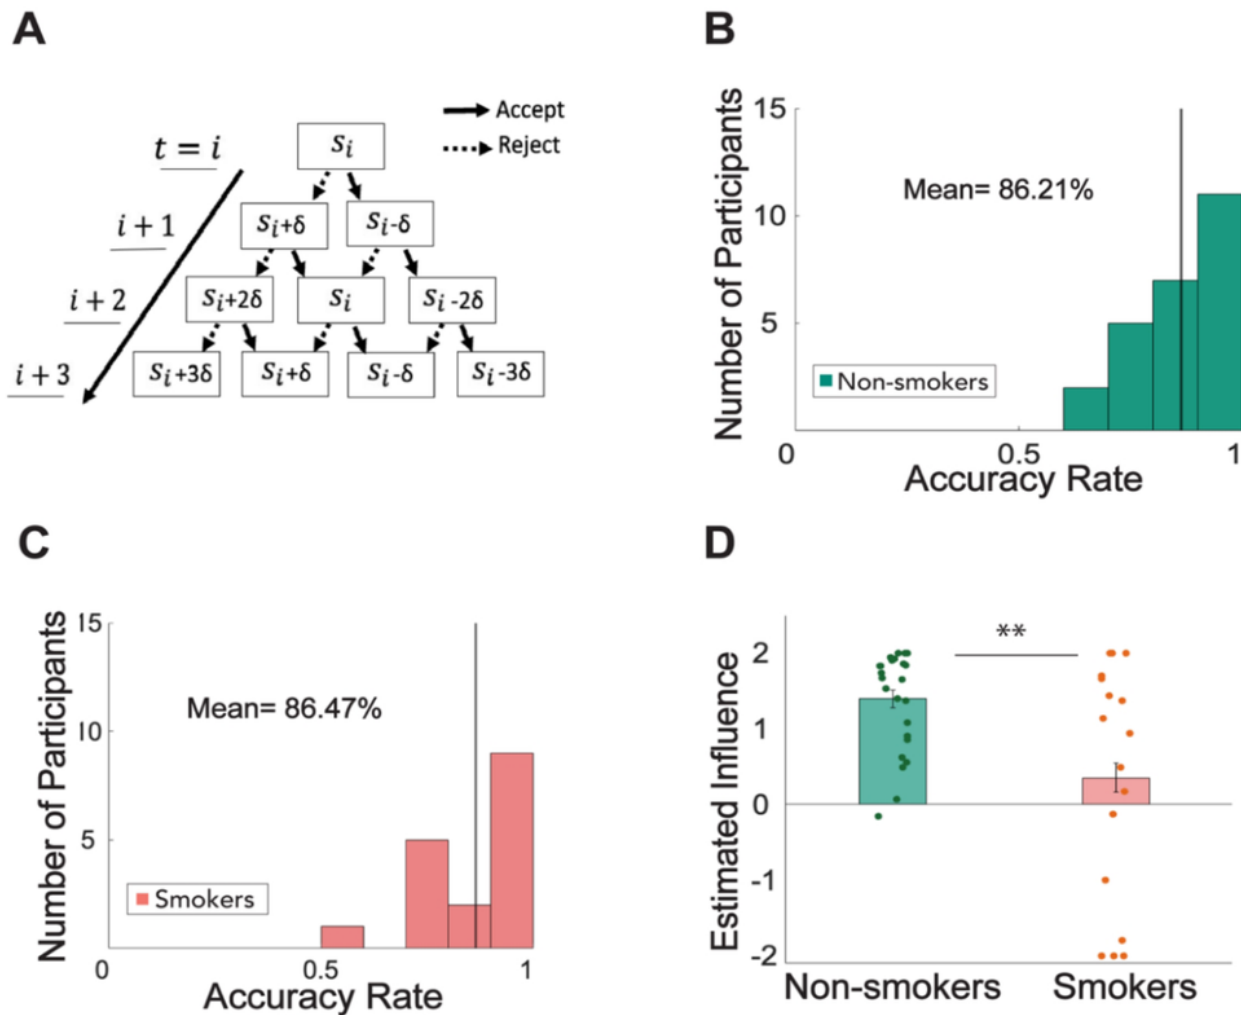 A
Accept
Reject
t = i
i + 1
i + 2
i + 3
S_i
S_i+δ
S_i-δ
S_i+2δ
S_i
S_i -2δ
S_i+3δ
S_i+δ
S_i-δ
S_i-3δ
B
Number of Participants
15
10
5
Mean= 86.21%
Non-smokers
0
0.5
1
Accuracy Rate
C
Number of Participants
15
10
5
Mean= 86.47%
Smokers
0
0.5
1
Accuracy Rate
D
Estimated Influence
**
2
1
0
-1
-2
Non-smokers
Smokers